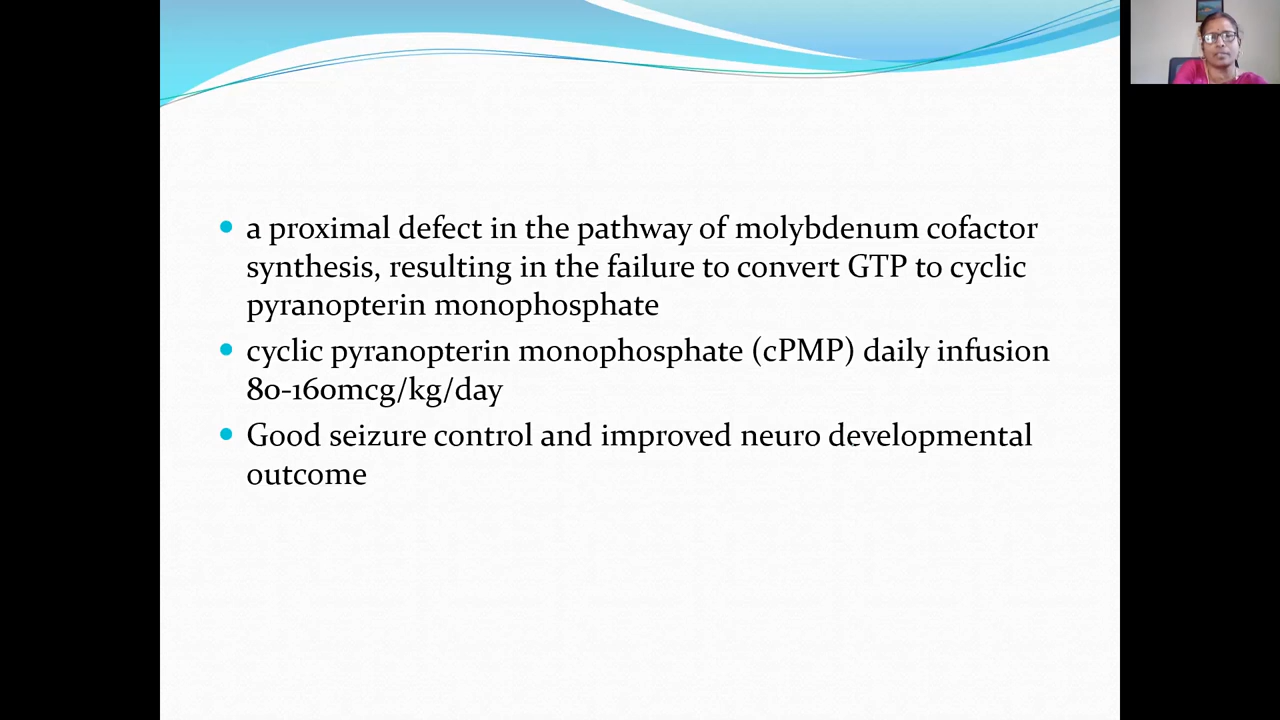 a proximal defect in the pathway of molybdenum cofactor
synthesis, resulting in the failure to convert GTP to cyclic
pyranopterin monophosphate
cyclic pyranopterin monophosphate (cPMP) daily infusion
80-160mcg/kg/day
Good seizure control and improved neuro developmental
outcome